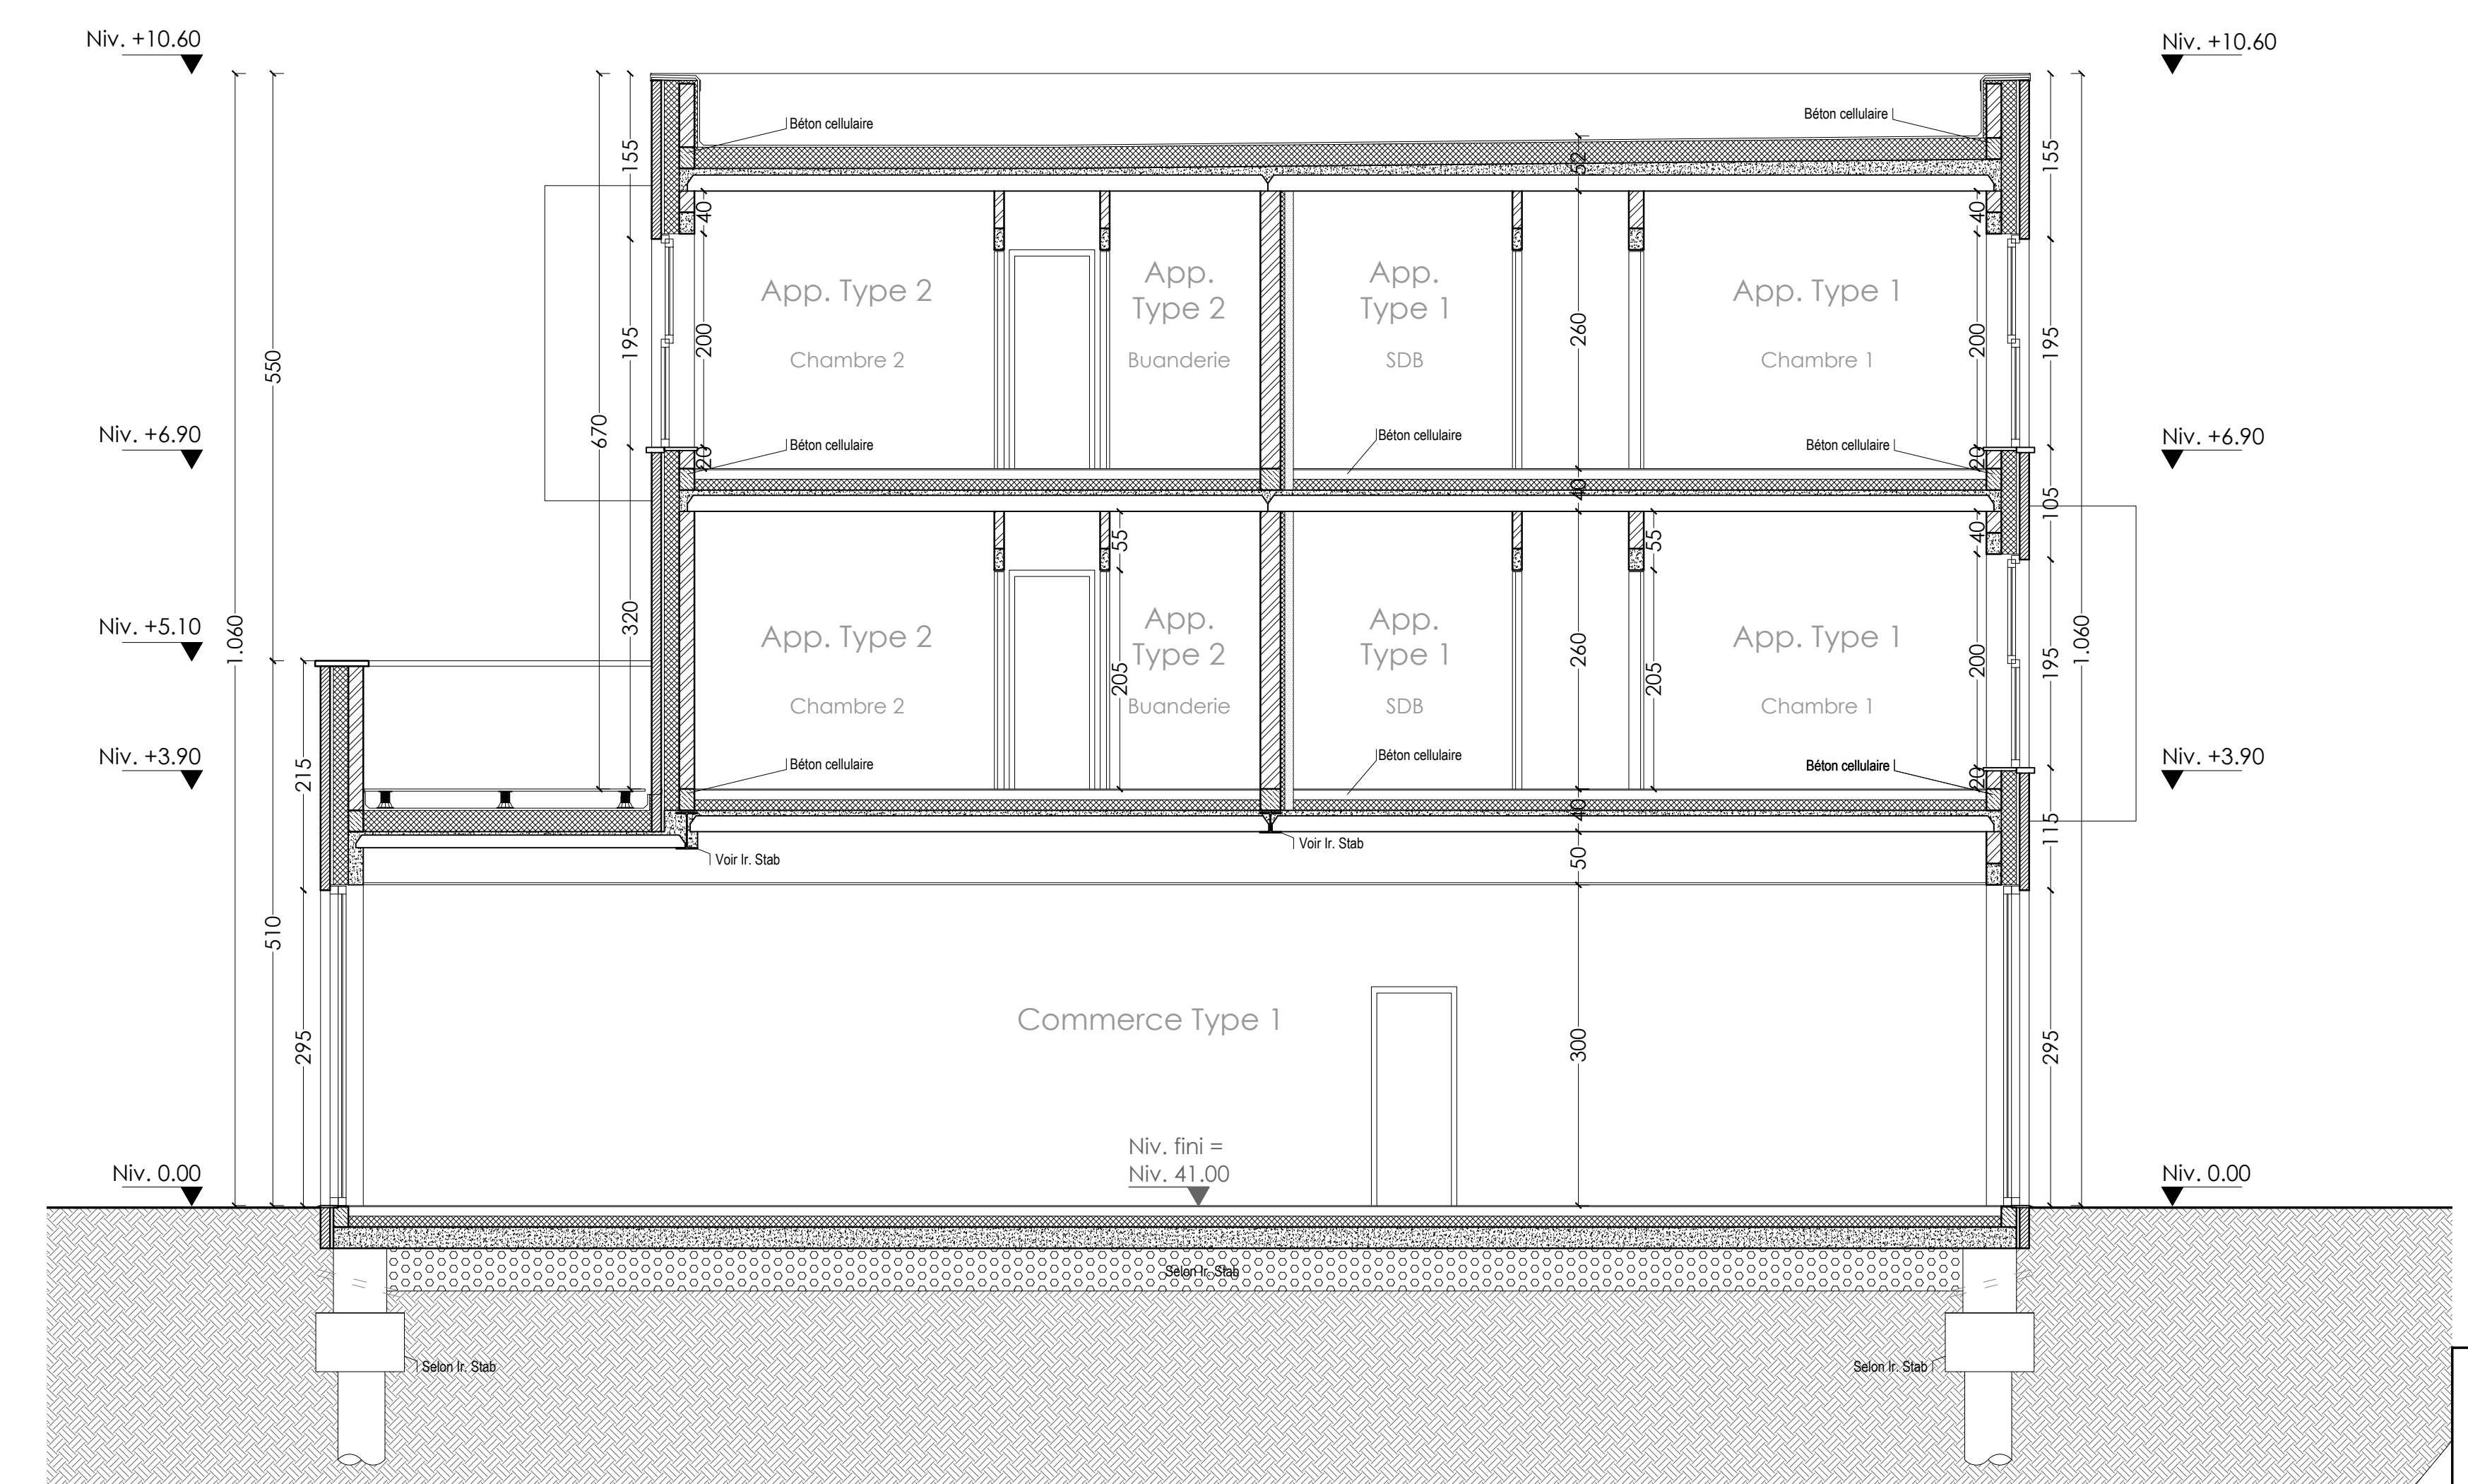 Niv. +10.60
Niv. +10.60
Béton cellulaire
Béton cellulaire
155
155
52
40
40
App. Type 2
App.
Type 2
App.
Type 1
App. Type 1
Chambre 2
Buanderie
SDB
Chambre 1
550
195
200
260
200
195
670
Niv. +6.90
Niv. +6.90
Béton cellulaire
Béton cellulaire
Béton cellulaire
20
20
40
105
55
55
40
Niv. +5.10
1.060
320
App. Type 2
App.
Type 2
App.
Type 1
App. Type 1
205
260
205
200
195
1.060
Chambre 2
Buanderie
SDB
Chambre 1
Niv. +3.90
Niv. +3.90
215
Béton cellulaire
Béton cellulaire
Béton cellulaire
20
40
115
Voir Ir. Stab
Voir Ir. Stab
50
510
295
Commerce Type 1
300
295
Niv. fini =
Niv. 41.00
Niv. 0.00
Niv. 0.00
Selon Ir. Stab
Selon Ir. Stab
Selon Ir. Stab